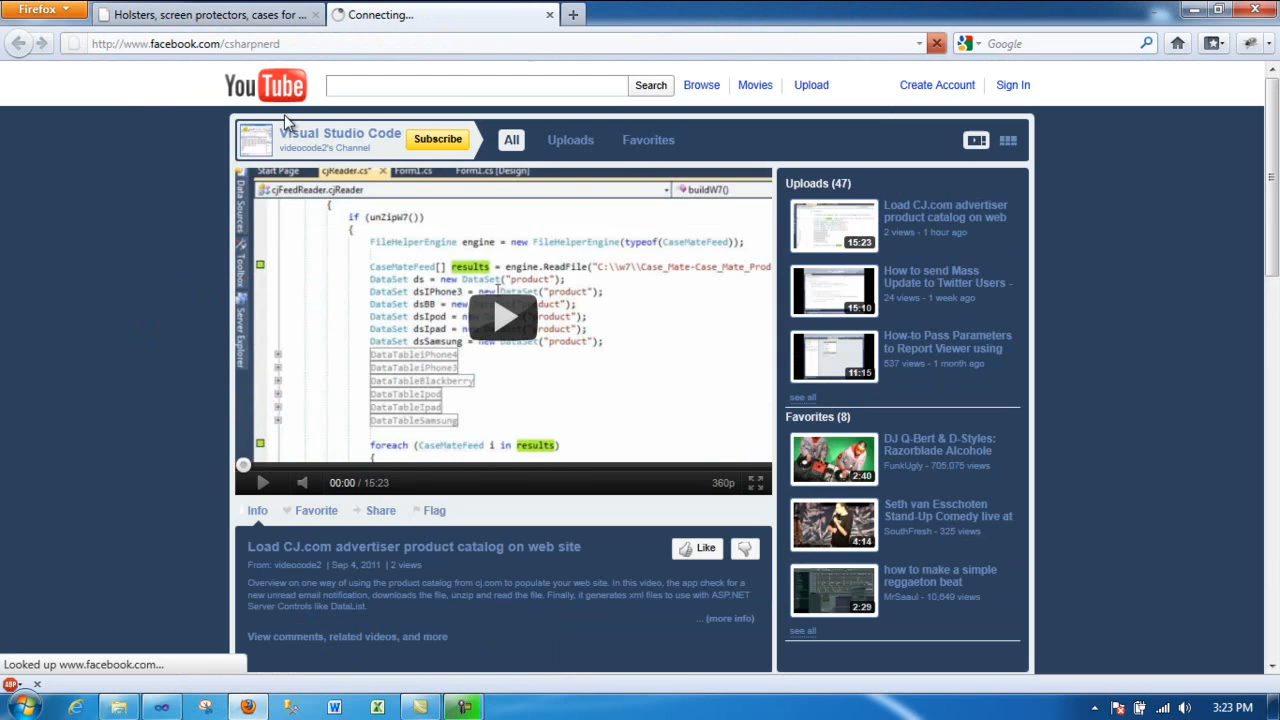 Firefox
Holsters, screen protectors, cases for ...
Connecting...
http://www.facebook.com/csharpnerd
Google
YouTube
Search
Browse
Movies
Upload
Create Account
Sign In
Visual Studio Code
videocode2's Channel
Subscribe
All
Uploads
Favorites
Start Page
cjReader.cs*
Form1.cs
Form1.cs [Design]
cjFeedReader.cjReader
buildW7()
Data Sources
Toolbox
Server Explorer
{
if (unZipW7())
{
FileHelperEngine engine = new FileHelperEngine(typeof(CaseMateFeed));
CaseMateFeed[] results = engine.ReadFile("C:\\w7\\Case_Mate-Case_Mate_Prod
DataSet ds = new DataSet("product");
DataSet dsIPhone3 = new DataSet("product");
DataSet dsBB = new
DataSet dsIpod = new
DataSet dsIpad = new
DataSet dsSamsung = new DataSet("product");
DataTableiPhone4
DataTableiPhone3
DataTableBlackberry
DataTableIpod
DataTableIpad
DataTableSamsung
foreach (CaseMateFeed i in results)
{
00:00 / 15:23
360p
Info
Favorite
Share
Flag
Load CJ.com advertiser product catalog on web site
From: videocode2 | Sep 4, 2011 | 2 views
Like
Overview on one way of using the product catalog from cj.com to populate your web site. In this video, the app check for a
new unread email notification, downloads the file, unzip and read the file. Finally, it generates xml files to use with ASP.NET
Server Controls like DataList.
... (more info)
View comments, related videos, and more
Uploads (47)
15:23
Load CJ.com advertiser
product catalog on web
2 views - 1 hour ago
15:10
How to send Mass
Update to Twitter Users -
24 views - 1 week ago
11:15
How-to Pass Parameters
to Report Viewer using
537 views - 1 month ago
see all
Favorites (8)
2:40
DJ Q-Bert & D-Styles:
Razorblade Alcohole
FunkUgly - 705,075 views
4:14
Seth van Esschoten
Stand-Up Comedy live at
SouthFresh - 325 views
2:29
how to make a simple
reggaeton beat
MrSaaul - 10,649 views
see all
Looked up www.facebook.com...
ABP
3:23 PM